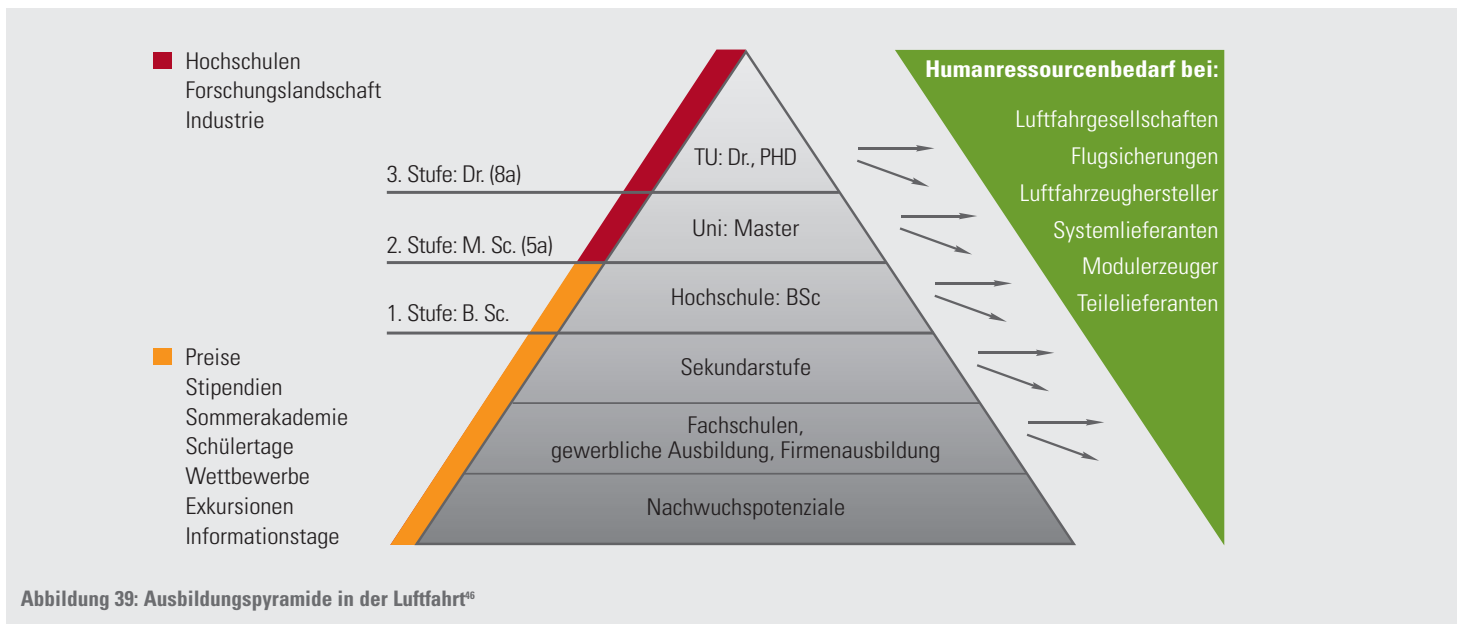 Hochschulen
Forschungslandschaft
Industrie
3. Stufe: Dr. (8a)
2. Stufe: M. Sc. (5a)
1. Stufe: B. Sc.
Preise
Stipendien
Sommerakademie
Schülertage
Wettbewerbe
Exkursionen
Informationstage
TU: Dr., PHD
Uni: Master
Hochschule: BSc
Sekundarstufe
Fachschulen,
gewerbliche Ausbildung, Firmenausbildung
Nachwuchspotenziale
Humanressourcenbedarf bei:
Luftfahrgesellschaften
Flugsicherungen
Luftfahrzeughersteller
Systemlieferanten
Modulerzeuger
Teilelieferanten
Abbildung 39: Ausbildungspyramide in der Luftfahrt⁴⁶